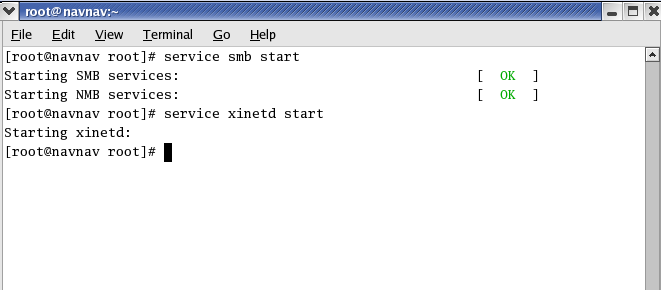 root@navnav:~
File Edit View Terminal Go Help
[root@navnav root]# service smb start
Starting SMB services: [ OK ]
Starting NMB services: [ OK ]
[root@navnav root]# service xinetd start
Starting xinetd:
[root@navnav root]#